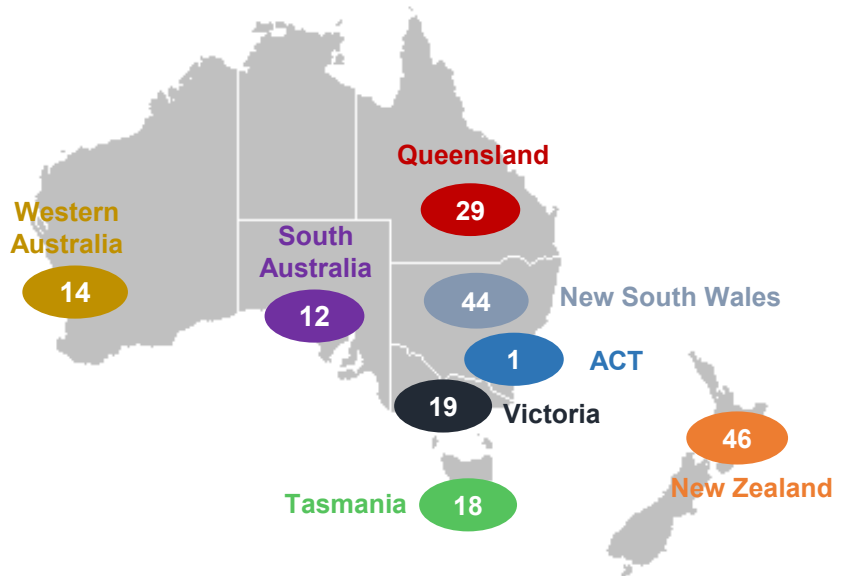 Queensland
29
Western
Australia
14
South
Australia
12
44
New South Wales
1
ACT
19
Victoria
46
New Zealand
Tasmania
18